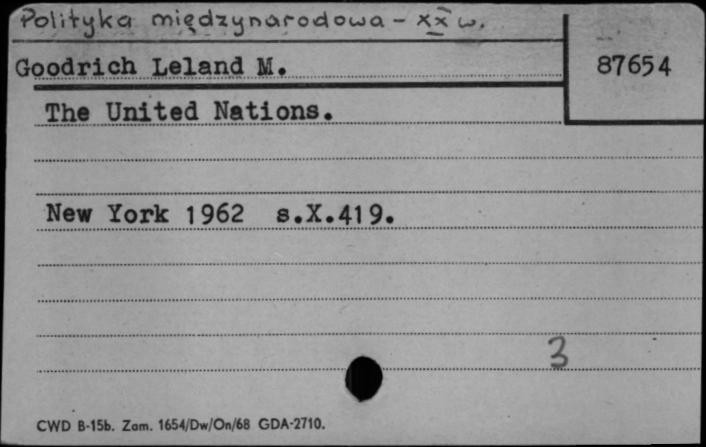 Polityka międzynarodowa - XX w.
Goodrich Leland M.
87654
The United Nations.
New York 1962 s.X.419.
3
CWD B-15b. Zam. 1654/Dw/On/68 GDA-2710.